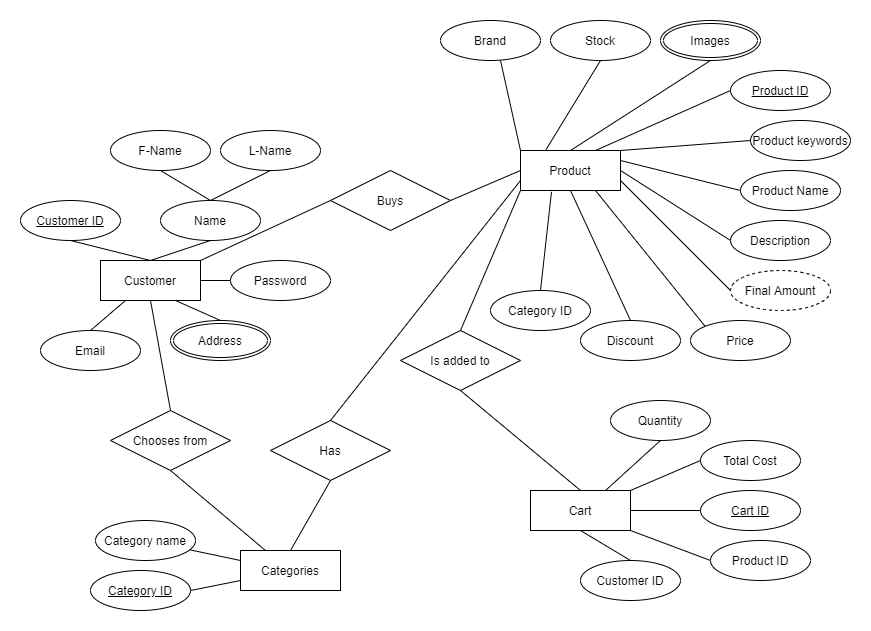 Brand
Stock
Images
Product ID
Product keywords
F-Name
L-Name
Product
Product Name
Buys
Customer ID
Name
Description
Customer
Password
Final Amount
Category ID
Address
Discount
Price
Email
Is added to
Quantity
Chooses from
Has
Total Cost
Cart
Cart ID
Category name
Product ID
Categories
Customer ID
Category ID